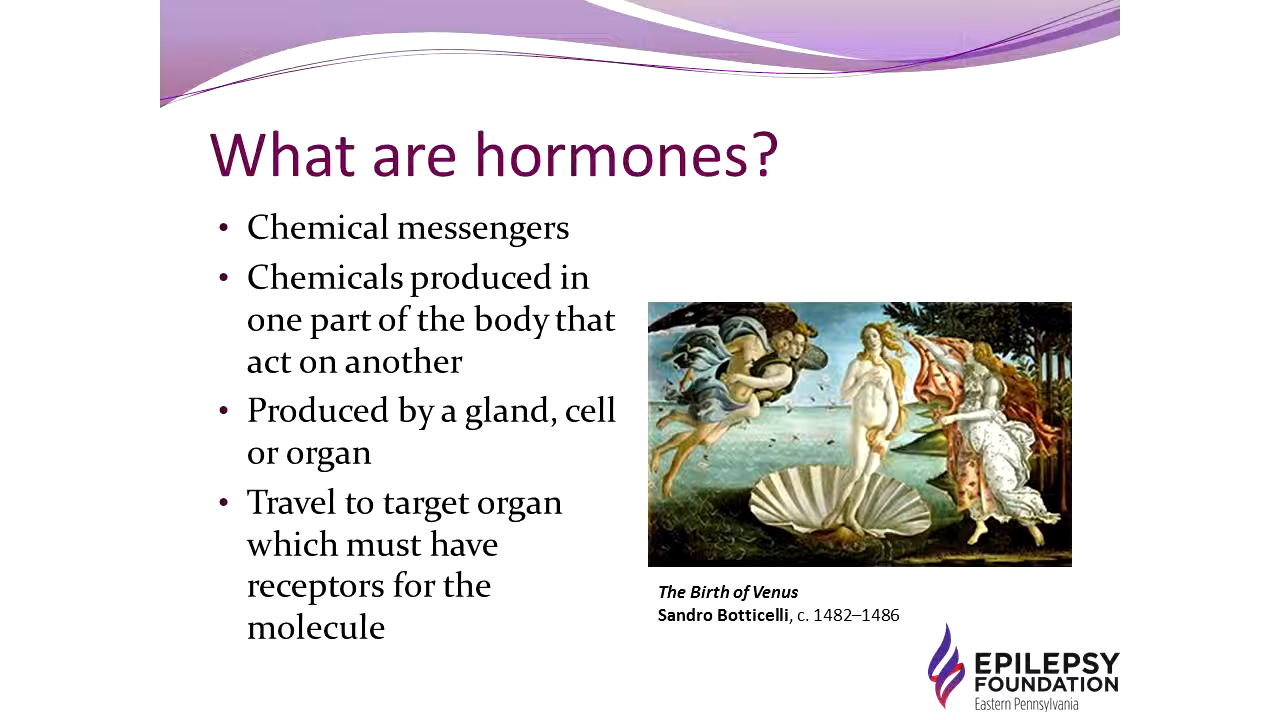 What are hormones?
• Chemical messengers
• Chemicals produced in
one part of the body that
act on another
• Produced by a gland, cell
or organ
• Travel to target organ
which must have
receptors for the
molecule
The Birth of Venus
Sandro Botticelli, c. 1482–1486
EPILEPSY
FOUNDATION
Eastern Pennsylvania